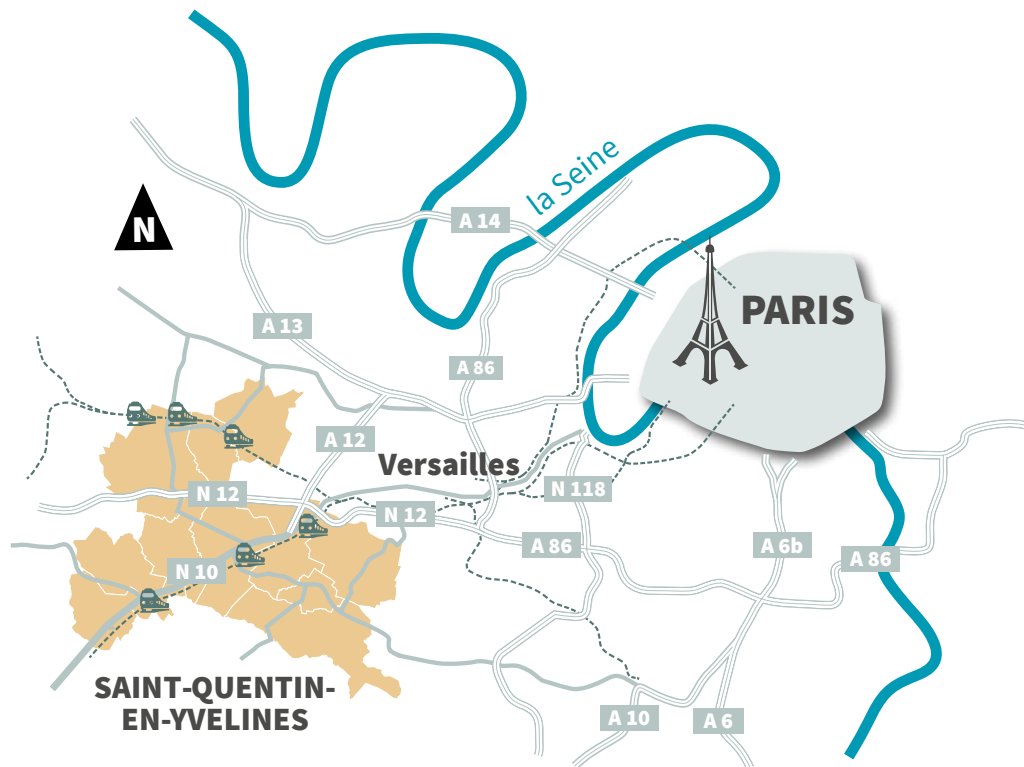 la Seine
A 14
N
PARIS
A 13
A 86
A 12
Versailles
N 12
N 118
N 12
A 86
A 6b
A 86
N 10
SAINT-QUENTIN-
EN-YVELINES
A 10
A 6